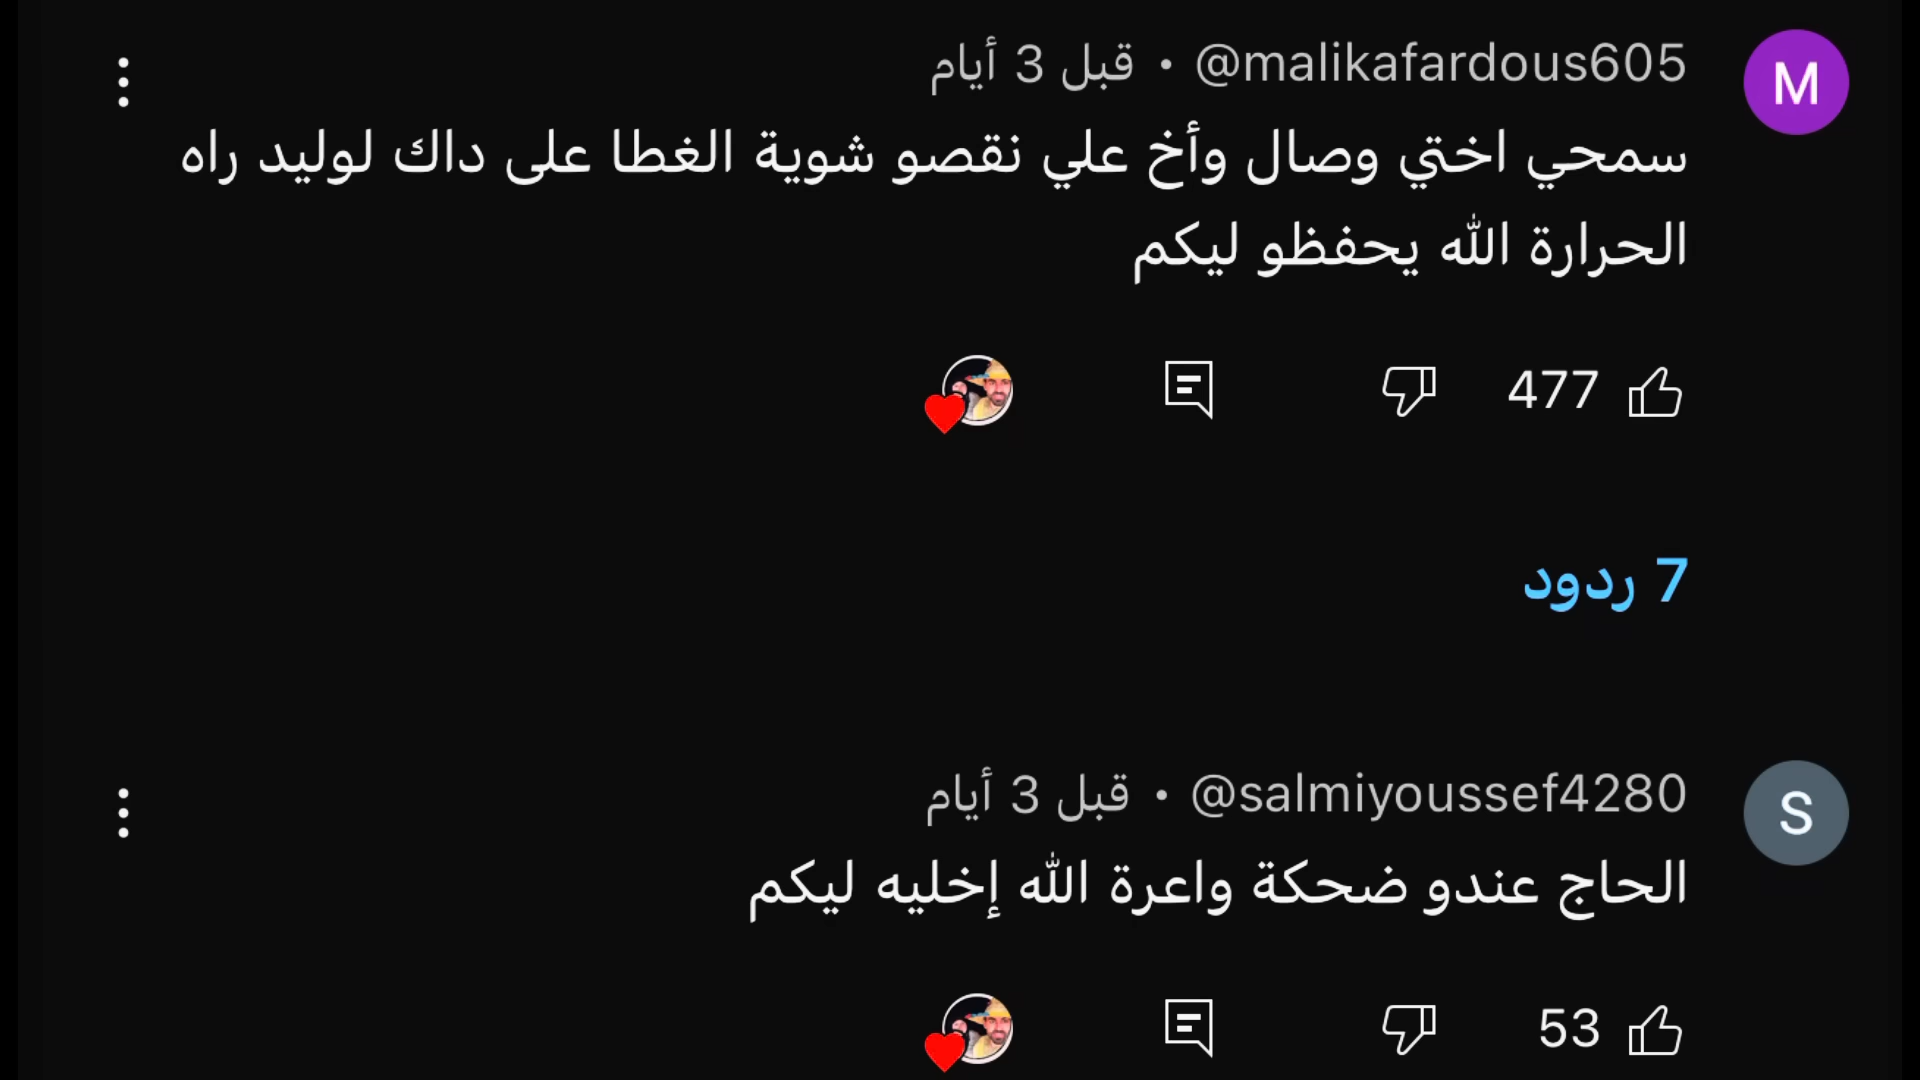 @malikafardous605 • قبل 3 أيام
M
سمحي اختي وصال وأخ علي نقصو شوية الغطا على داك لوليد راه
الحرارة الله يحفظو ليكم
477
7 ردود
@salmiyoussef4280 • قبل 3 أيام
S
الحاج عندو ضحكة واعرة الله إخليه ليكم
53